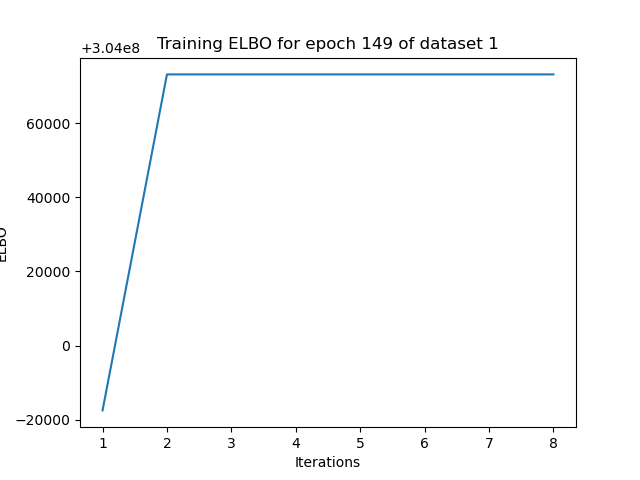 +3.04e8
Training ELBO for epoch 149 of dataset 1
60000
40000
20000
0
−20000
ELBO
1 2 3 4 5 6 7 8
Iterations